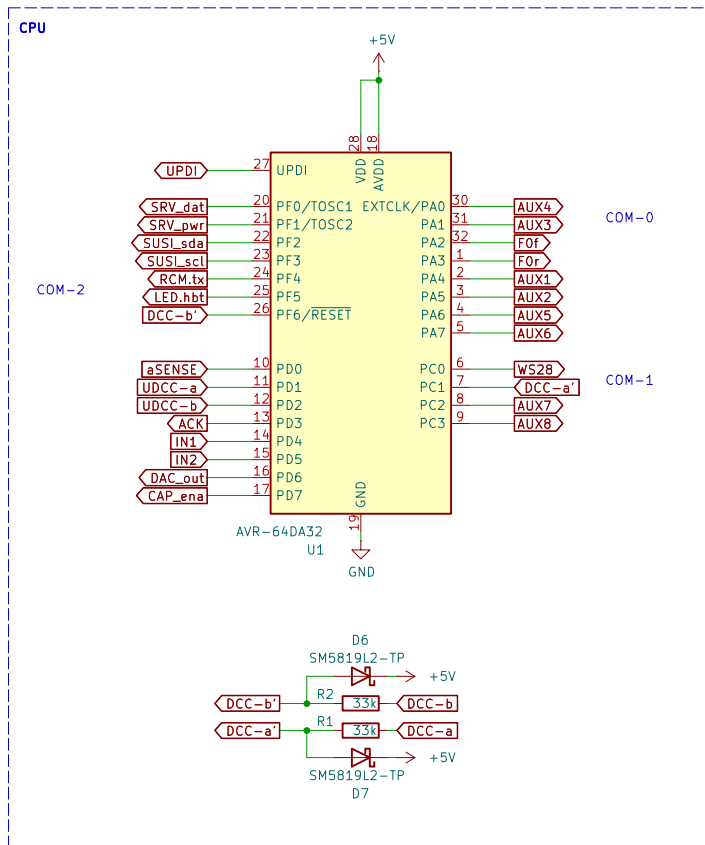 CPU
+5V
28 18
27 UPDI VDD AVDD
UPDI
SRV_dat 20 PF0/TOSC1 EXTCLK/PA0 30 AUX4
SRV_pwr 21 PF1/TOSC2 PA1 31 AUX3 COM-0
SUSI_sda 22 PF2 PA2 32 F0f
SUSI_scl 23 PF3 PA3 1 F0r
RCM.tx 24 PF4 PA4 2 AUX1
COM-2 LED.hbt 25 PF5 PA5 3 AUX2
DCC-b' 26 PF6/RESET PA6 4 AUX5
PA7 5 AUX6
aSENSE 10 PD0 PC0 6 WS28
UDCC-a 11 PD1 PC1 7 DCC-a' COM-1
UDCC-b 12 PD2 PC2 8 AUX7
ACK 13 PD3 PC3 9 AUX8
IN1 14 PD4
IN2 15 PD5
DAC_out 16 PD6
CAP_ena 17 PD7 GND
19
AVR-64DA32
U1
GND
D6
SM5819L2-TP
+5V
DCC-b' R2 33k DCC-b
DCC-a' R1 33k DCC-a
+5V
SM5819L2-TP
D7